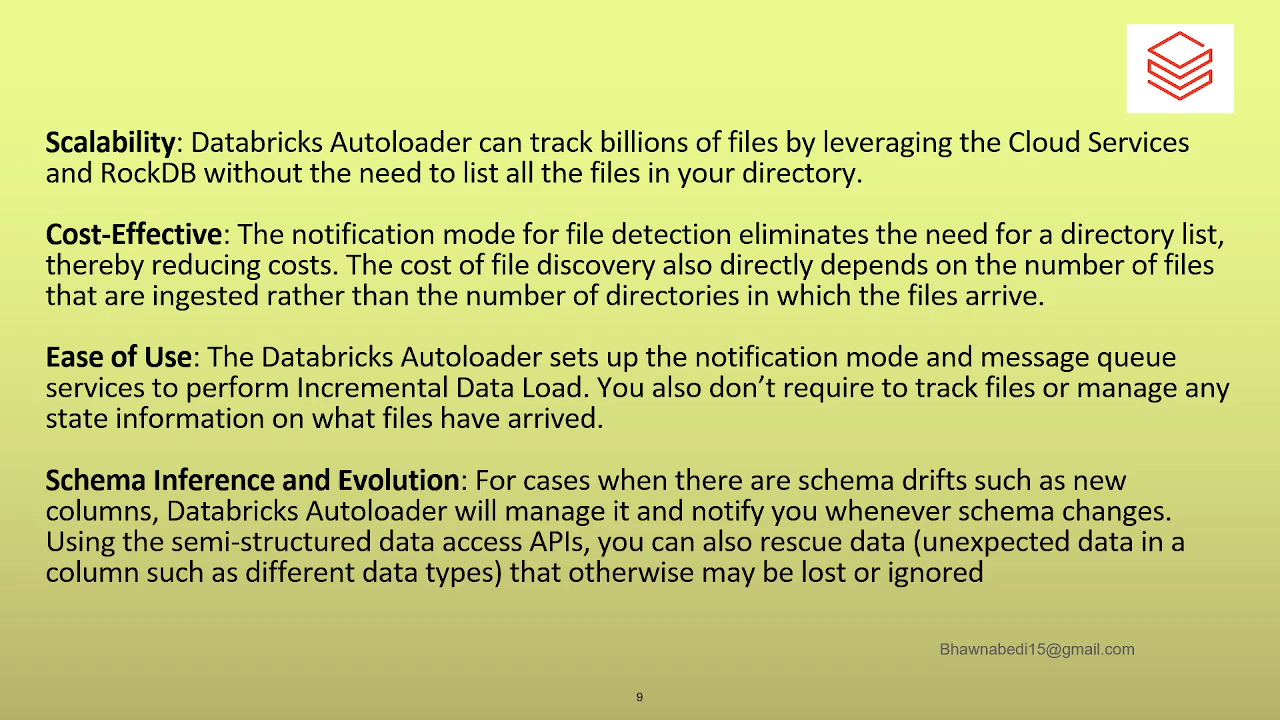 Scalability: Databricks Autoloader can track billions of files by leveraging the Cloud Services
and RockDB without the need to list all the files in your directory.
Cost-Effective: The notification mode for file detection eliminates the need for a directory list,
thereby reducing costs. The cost of file discovery also directly depends on the number of files
that are ingested rather than the number of directories in which the files arrive.
Ease of Use: The Databricks Autoloader sets up the notification mode and message queue
services to perform Incremental Data Load. You also don’t require to track files or manage any
state information on what files have arrived.
Schema Inference and Evolution: For cases when there are schema drifts such as new
columns, Databricks Autoloader will manage it and notify you whenever schema changes.
Using the semi-structured data access APIs, you can also rescue data (unexpected data in a
column such as different data types) that otherwise may be lost or ignored
Bhawnabedi15@gmail.com
9